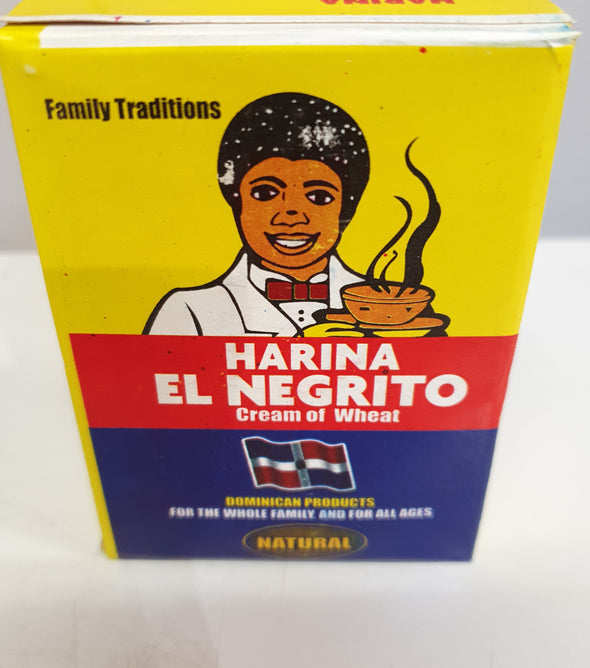 HARINA
Family Traditions
HARINA
EL NEGRITO
Cream of Wheat
DOMINICAN PRODUCTS
FOR THE WHOLE FAMILY AND FOR ALL AGES
NATURAL